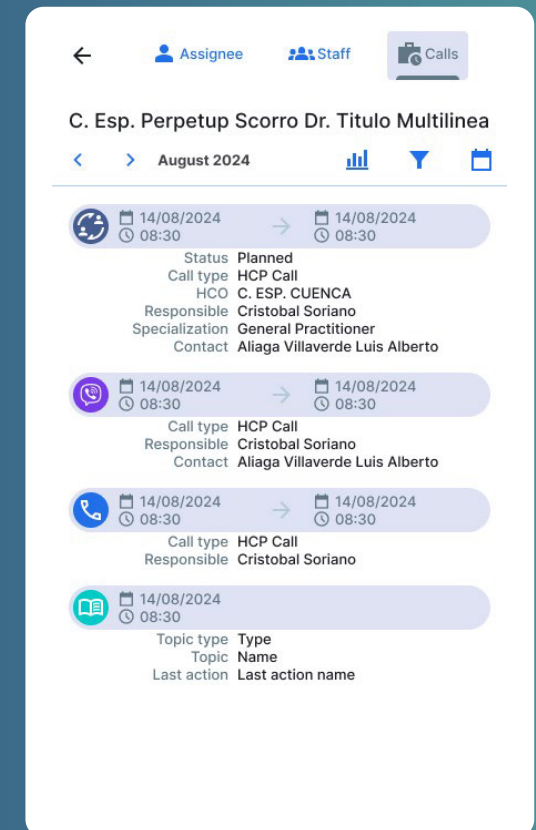 Assignee Staff Calls
C. Esp. Perpetup Scorro Dr. Titulo Multilinea
August 2024
14/08/2024 14/08/2024
08:30 08:30
Status Planned
Call type HCP Call
HCO C. ESP. CUENCA
Responsible Cristobal Soriano
Specialization General Practitioner
Contact Aliaga Villaverde Luis Alberto
14/08/2024 14/08/2024
08:30 08:30
Call type HCP Call
Responsible Cristobal Soriano
Contact Aliaga Villaverde Luis Alberto
14/08/2024 14/08/2024
08:30 08:30
Call type HCP Call
Responsible Cristobal Soriano
14/08/2024
08:30
Topic type Type
Topic Name
Last action Last action name